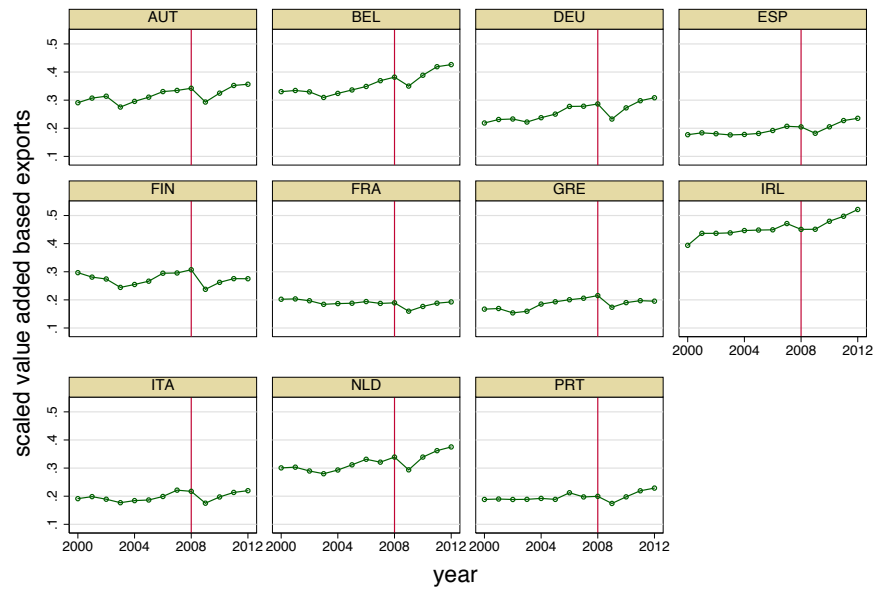 scaled value added based exports
AUT
BEL
DEU
ESP
.5
.4
.3
.2
.1
FIN
FRA
GRE
IRL
.5
.4
.3
.2
.1
2000 2004 2008 2012
ITA
NLD
PRT
.5
.4
.3
.2
.1
2000 2004 2008 2012
2000 2004 2008 2012
2000 2004 2008 2012
year